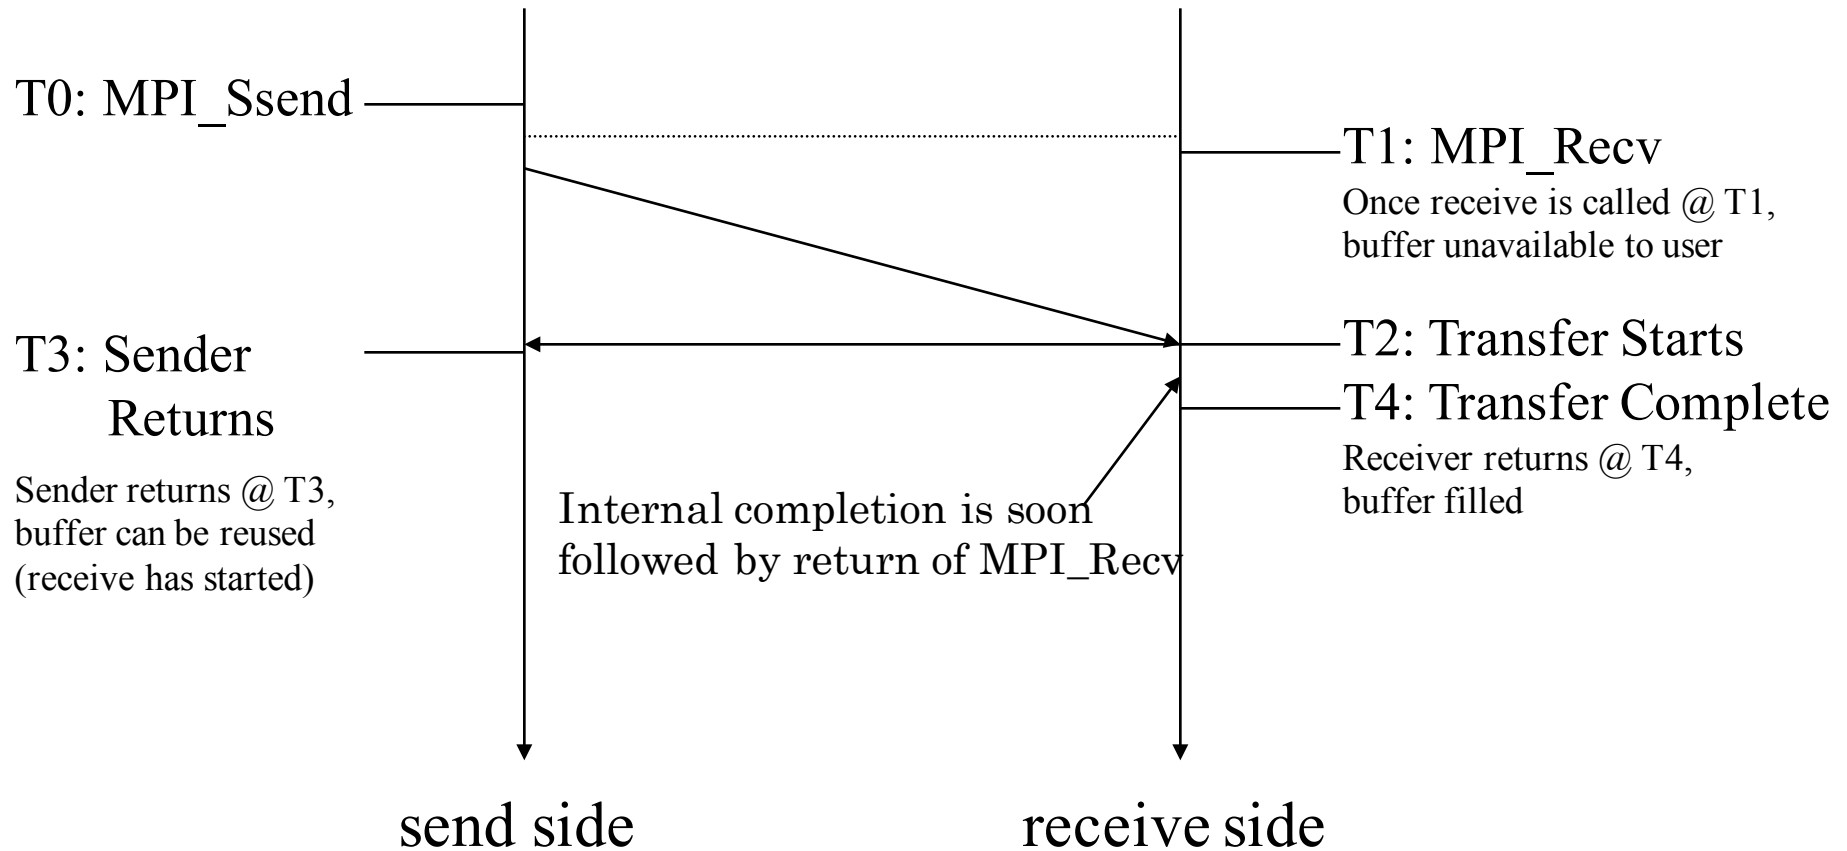 T0: MPI_Ssend
T1: MPI_Recv
Once receive is called @ T1,
buffer unavailable to user
T3: Sender
Returns
Sender returns @ T3,
buffer can be reused
(receive has started)
T2: Transfer Starts
T4: Transfer Complete
Receiver returns @ T4,
buffer filled
Internal completion is soon
followed by return of MPI_Recv
send side
receive side